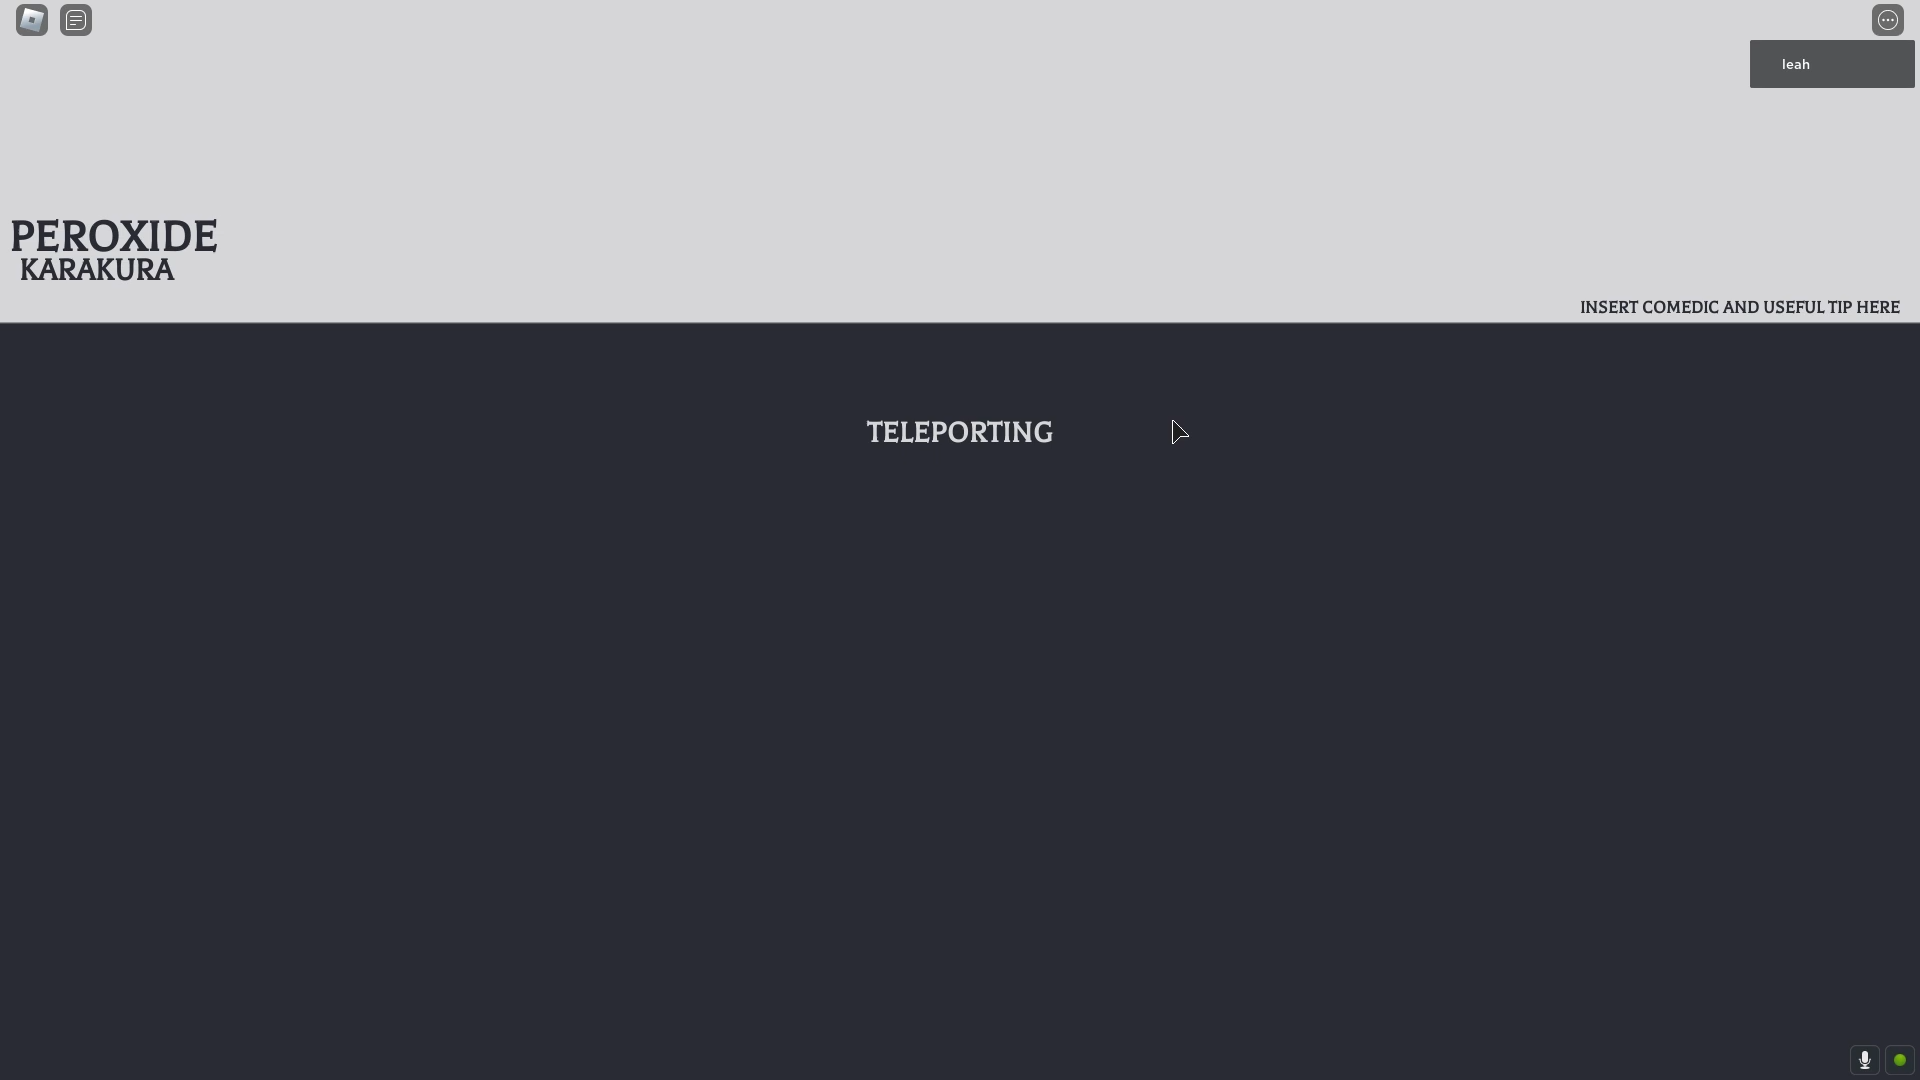 leah
PEROXIDE
KARAKURA
INSERT COMEDIC AND USEFUL TIP HERE
TELEPORTING